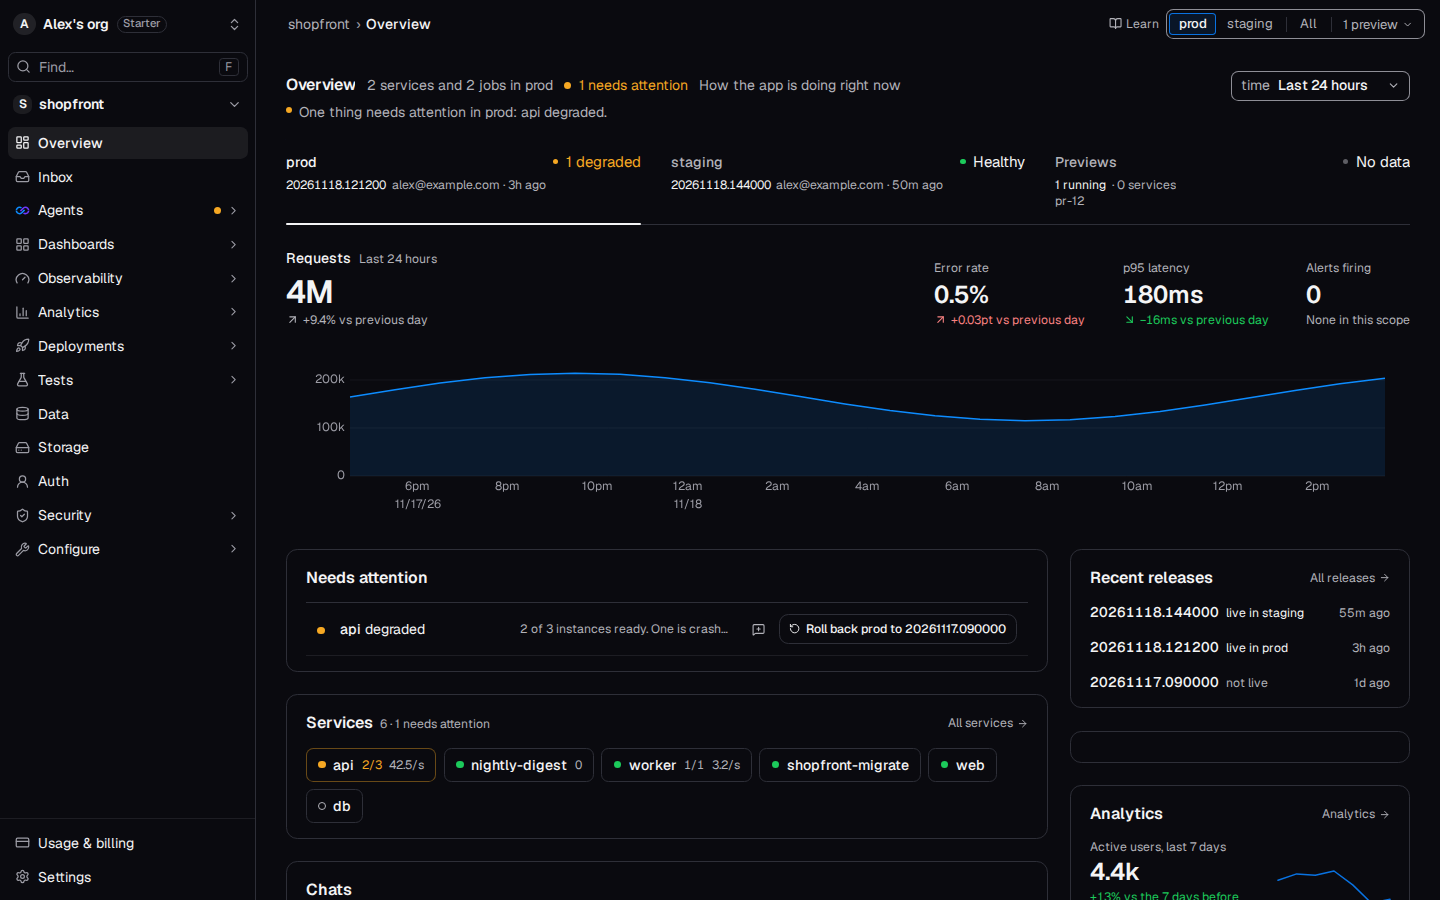 A Alex's org Starter
Find... F
S shopfront
Overview
Inbox
Agents
Dashboards
Observability
Analytics
Deployments
Tests
Data
Storage
Auth
Security
Configure
Usage & billing
Settings
shopfront › Overview
Learn prod staging All 1 preview
Overview 2 services and 2 jobs in prod 1 needs attention How the app is doing right now
time Last 24 hours
One thing needs attention in prod: api degraded.
prod 1 degraded
20261118.121200 alex@example.com · 3h ago
staging Healthy
20261118.144000 alex@example.com · 50m ago
Previews No data
1 running · 0 services
pr-12
Requests Last 24 hours
4M
+9.4% vs previous day
Error rate
0.5%
+0.03pt vs previous day
p95 latency
180ms
−16ms vs previous day
Alerts firing
0
None in this scope
200k
100k
0
6pm 8pm 10pm 12am 2am 4am 6am 8am 10am 12pm 2pm
11/17/26 11/18
Needs attention
api degraded 2 of 3 instances ready. One is crash... Roll back prod to 20261117.090000
Services 6 · 1 needs attention All services →
api 2/3 42.5/s nightly-digest 0 worker 1/1 3.2/s shopfront-migrate web
db
Chats
Recent releases All releases →
20261118.144000 live in staging 55m ago
20261118.121200 live in prod 3h ago
20261117.090000 not live 1d ago
Analytics Analytics →
Active users, last 7 days
4.4k
+13% vs the 7 days before